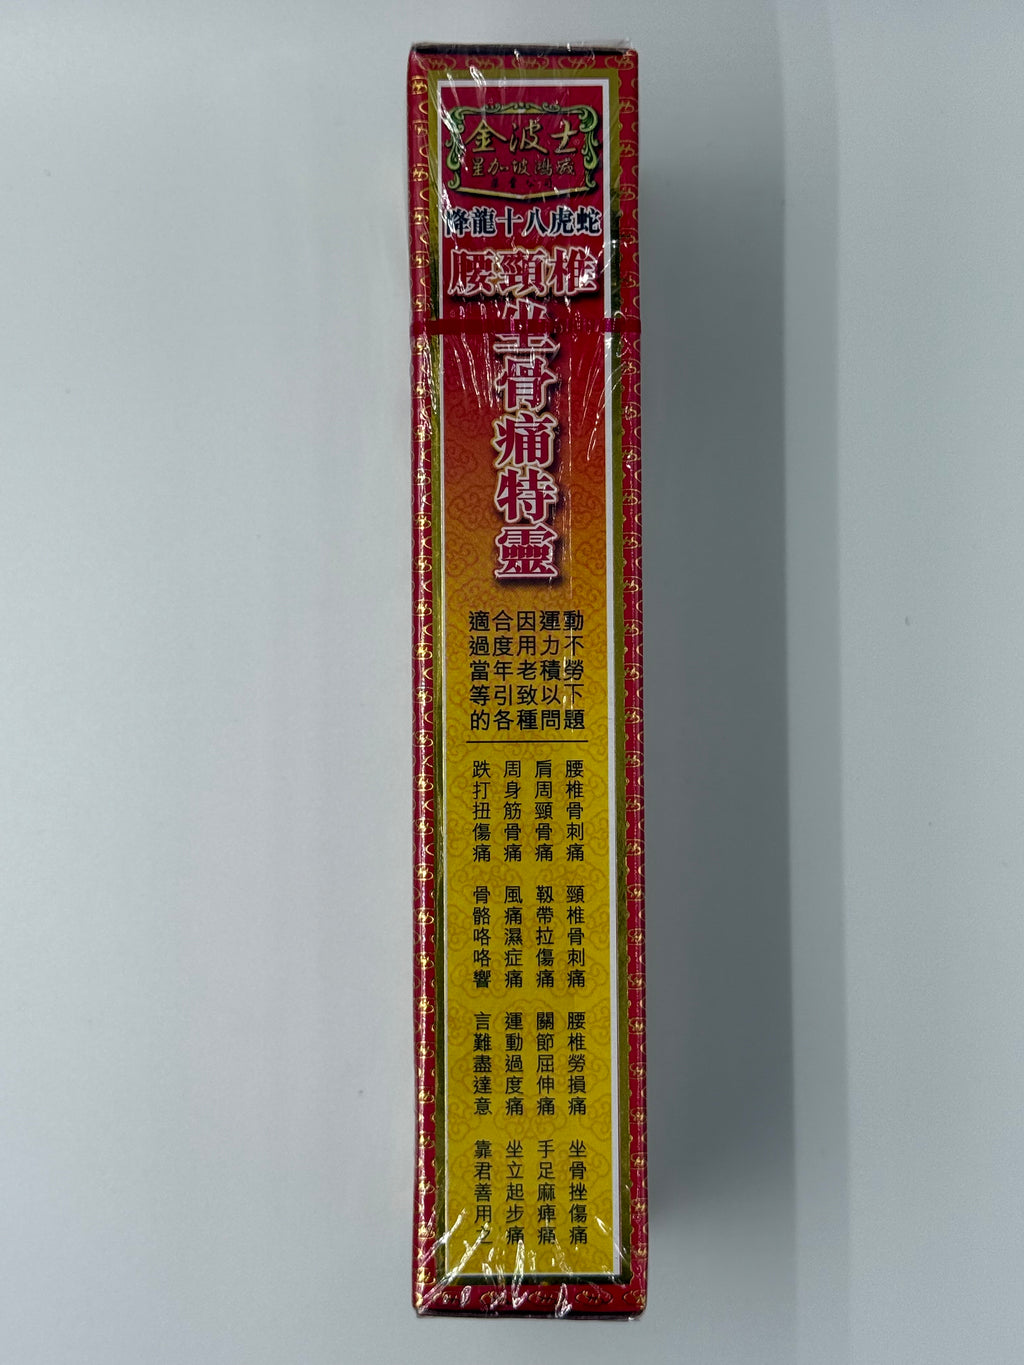 金波士
星加坡鴻威
降龍十八虎蛇
腰頸椎
坐骨痛特靈
適合因運動
過度用力不
當年老積勞
等引致以下
的各種問題
腰椎骨刺痛 頸椎骨刺痛 腰椎勞損痛 坐骨挫傷痛
肩周頸骨痛 靱帶拉傷痛 關節屈伸痛 手足麻痺痛
周身筋骨痛 風痛濕症痛 運動過度痛 坐立起步痛
跌打扭傷痛 骨骼咯咯響 言難盡達意 靠君善用之